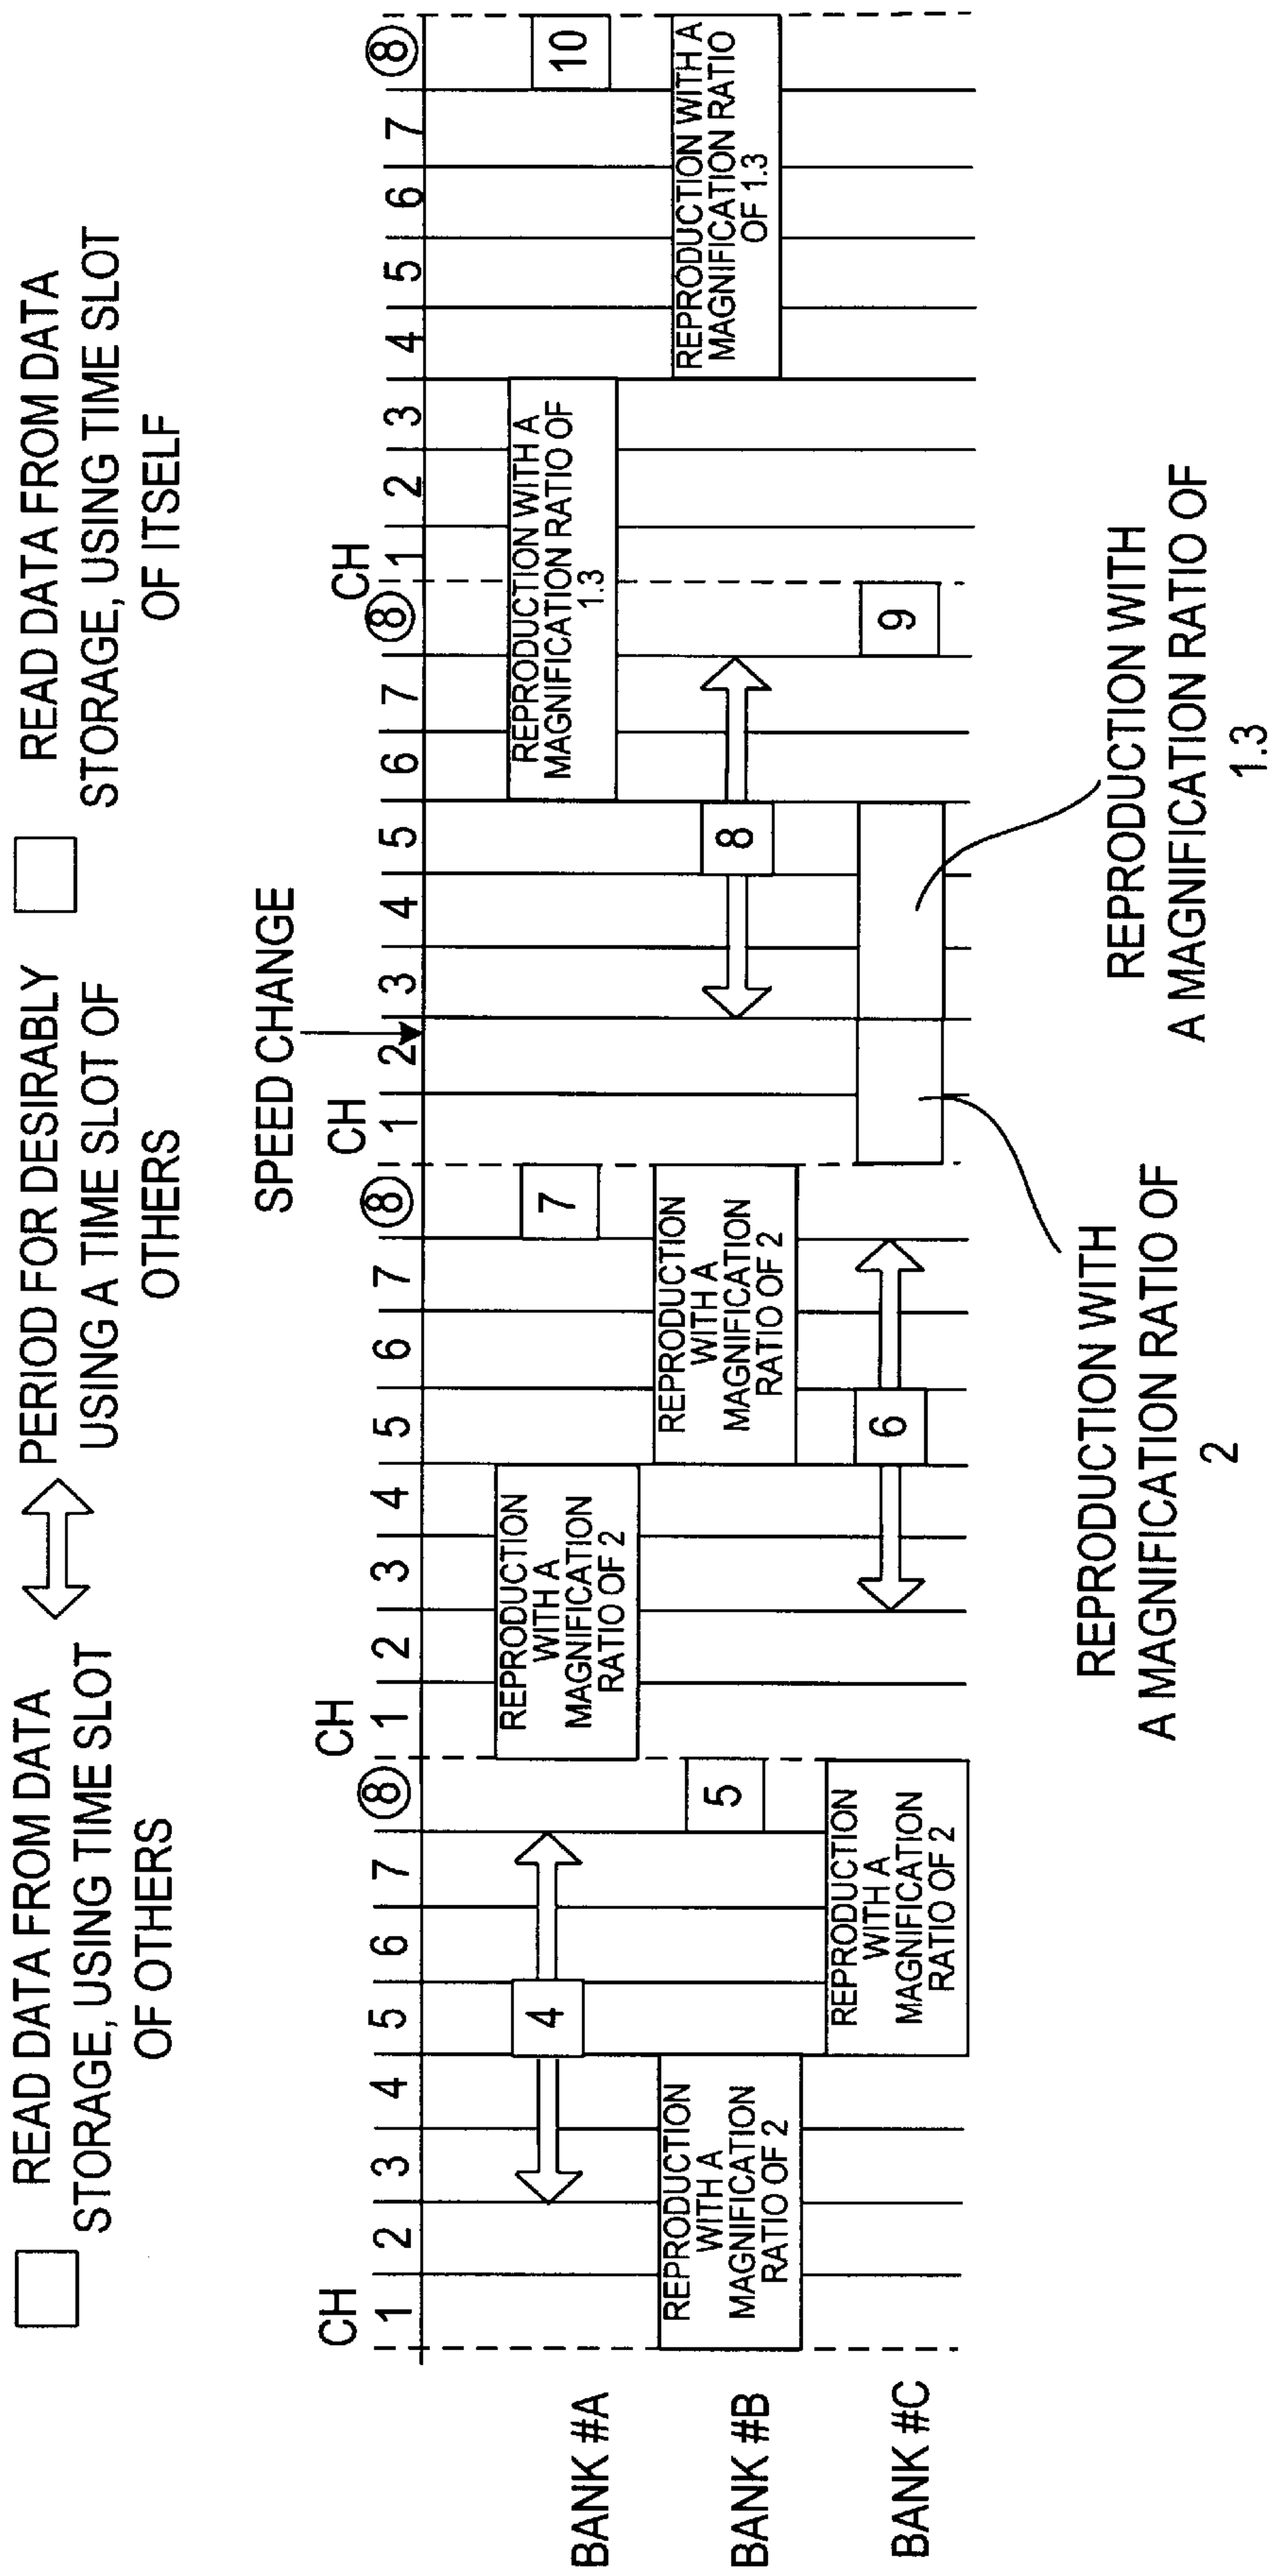 READ DATA FROM DATA
STORAGE, USING TIME SLOT
OF OTHERS
PERIOD FOR DESIRABLY
USING A TIME SLOT OF
OTHERS
READ DATA FROM DATA
STORAGE, USING TIME SLOT
OF ITSELF
SPEED CHANGE
CH CH CH CH
1 2 3 4 5 6 7 8 1 2 3 4 5 6 7 8 1 2 3 4 5 6 7 8 1 2 3 4 5 6 7 8
BANK #A
4
REPRODUCTION
WITH A
MAGNIFICATION
RATIO OF 2
7
REPRODUCTION WITH A
MAGNIFICATION RATIO OF
1.3
10
BANK #B
REPRODUCTION
WITH A
MAGNIFICATION
RATIO OF 2
5
REPRODUCTION
WITH A
MAGNIFICATION
RATIO OF 2
8
REPRODUCTION WITH A
MAGNIFICATION RATIO
OF 1.3
BANK #C
REPRODUCTION
WITH A
MAGNIFICATION
RATIO OF 2
6
9
REPRODUCTION WITH
A MAGNIFICATION RATIO OF
2
REPRODUCTION WITH
A MAGNIFICATION RATIO OF
1.3